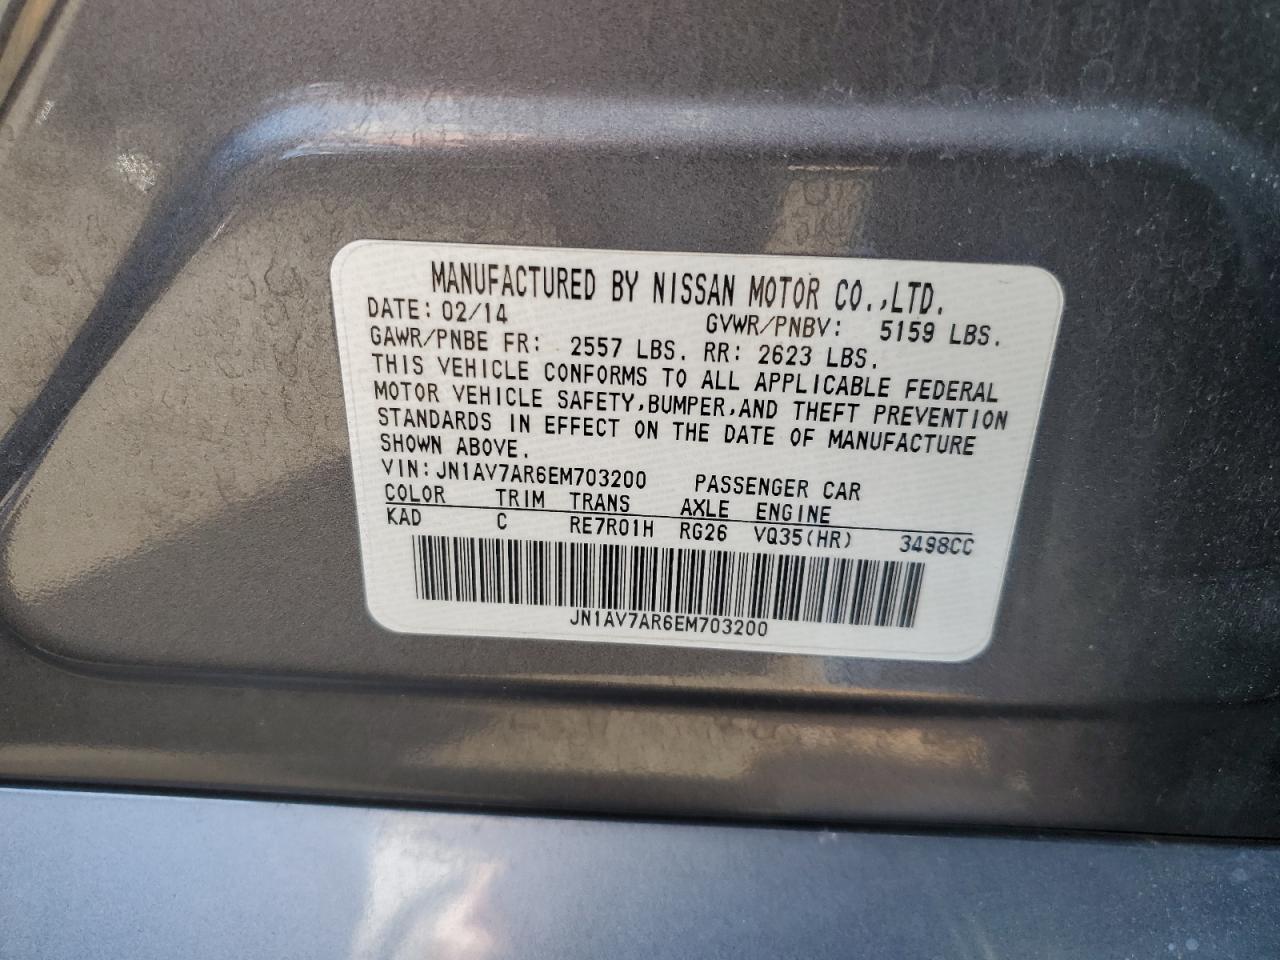 MANUFACTURED BY NISSAN MOTOR CO.,LTD.
DATE: 02/14 GVWR/PNBV: 5159 LBS.
GAWR/PNBE FR: 2557 LBS. RR: 2623 LBS.
THIS VEHICLE CONFORMS TO ALL APPLICABLE FEDERAL
MOTOR VEHICLE SAFETY,BUMPER,AND THEFT PREVENTION
STANDARDS IN EFFECT ON THE DATE OF MANUFACTURE
SHOWN ABOVE.
VIN: JN1AV7AR6EM703200 PASSENGER CAR
COLOR TRIM TRANS AXLE ENGINE
KAD C RE7R01H RG26 VQ35(HR) 3498CC
JN1AV7AR6EM703200